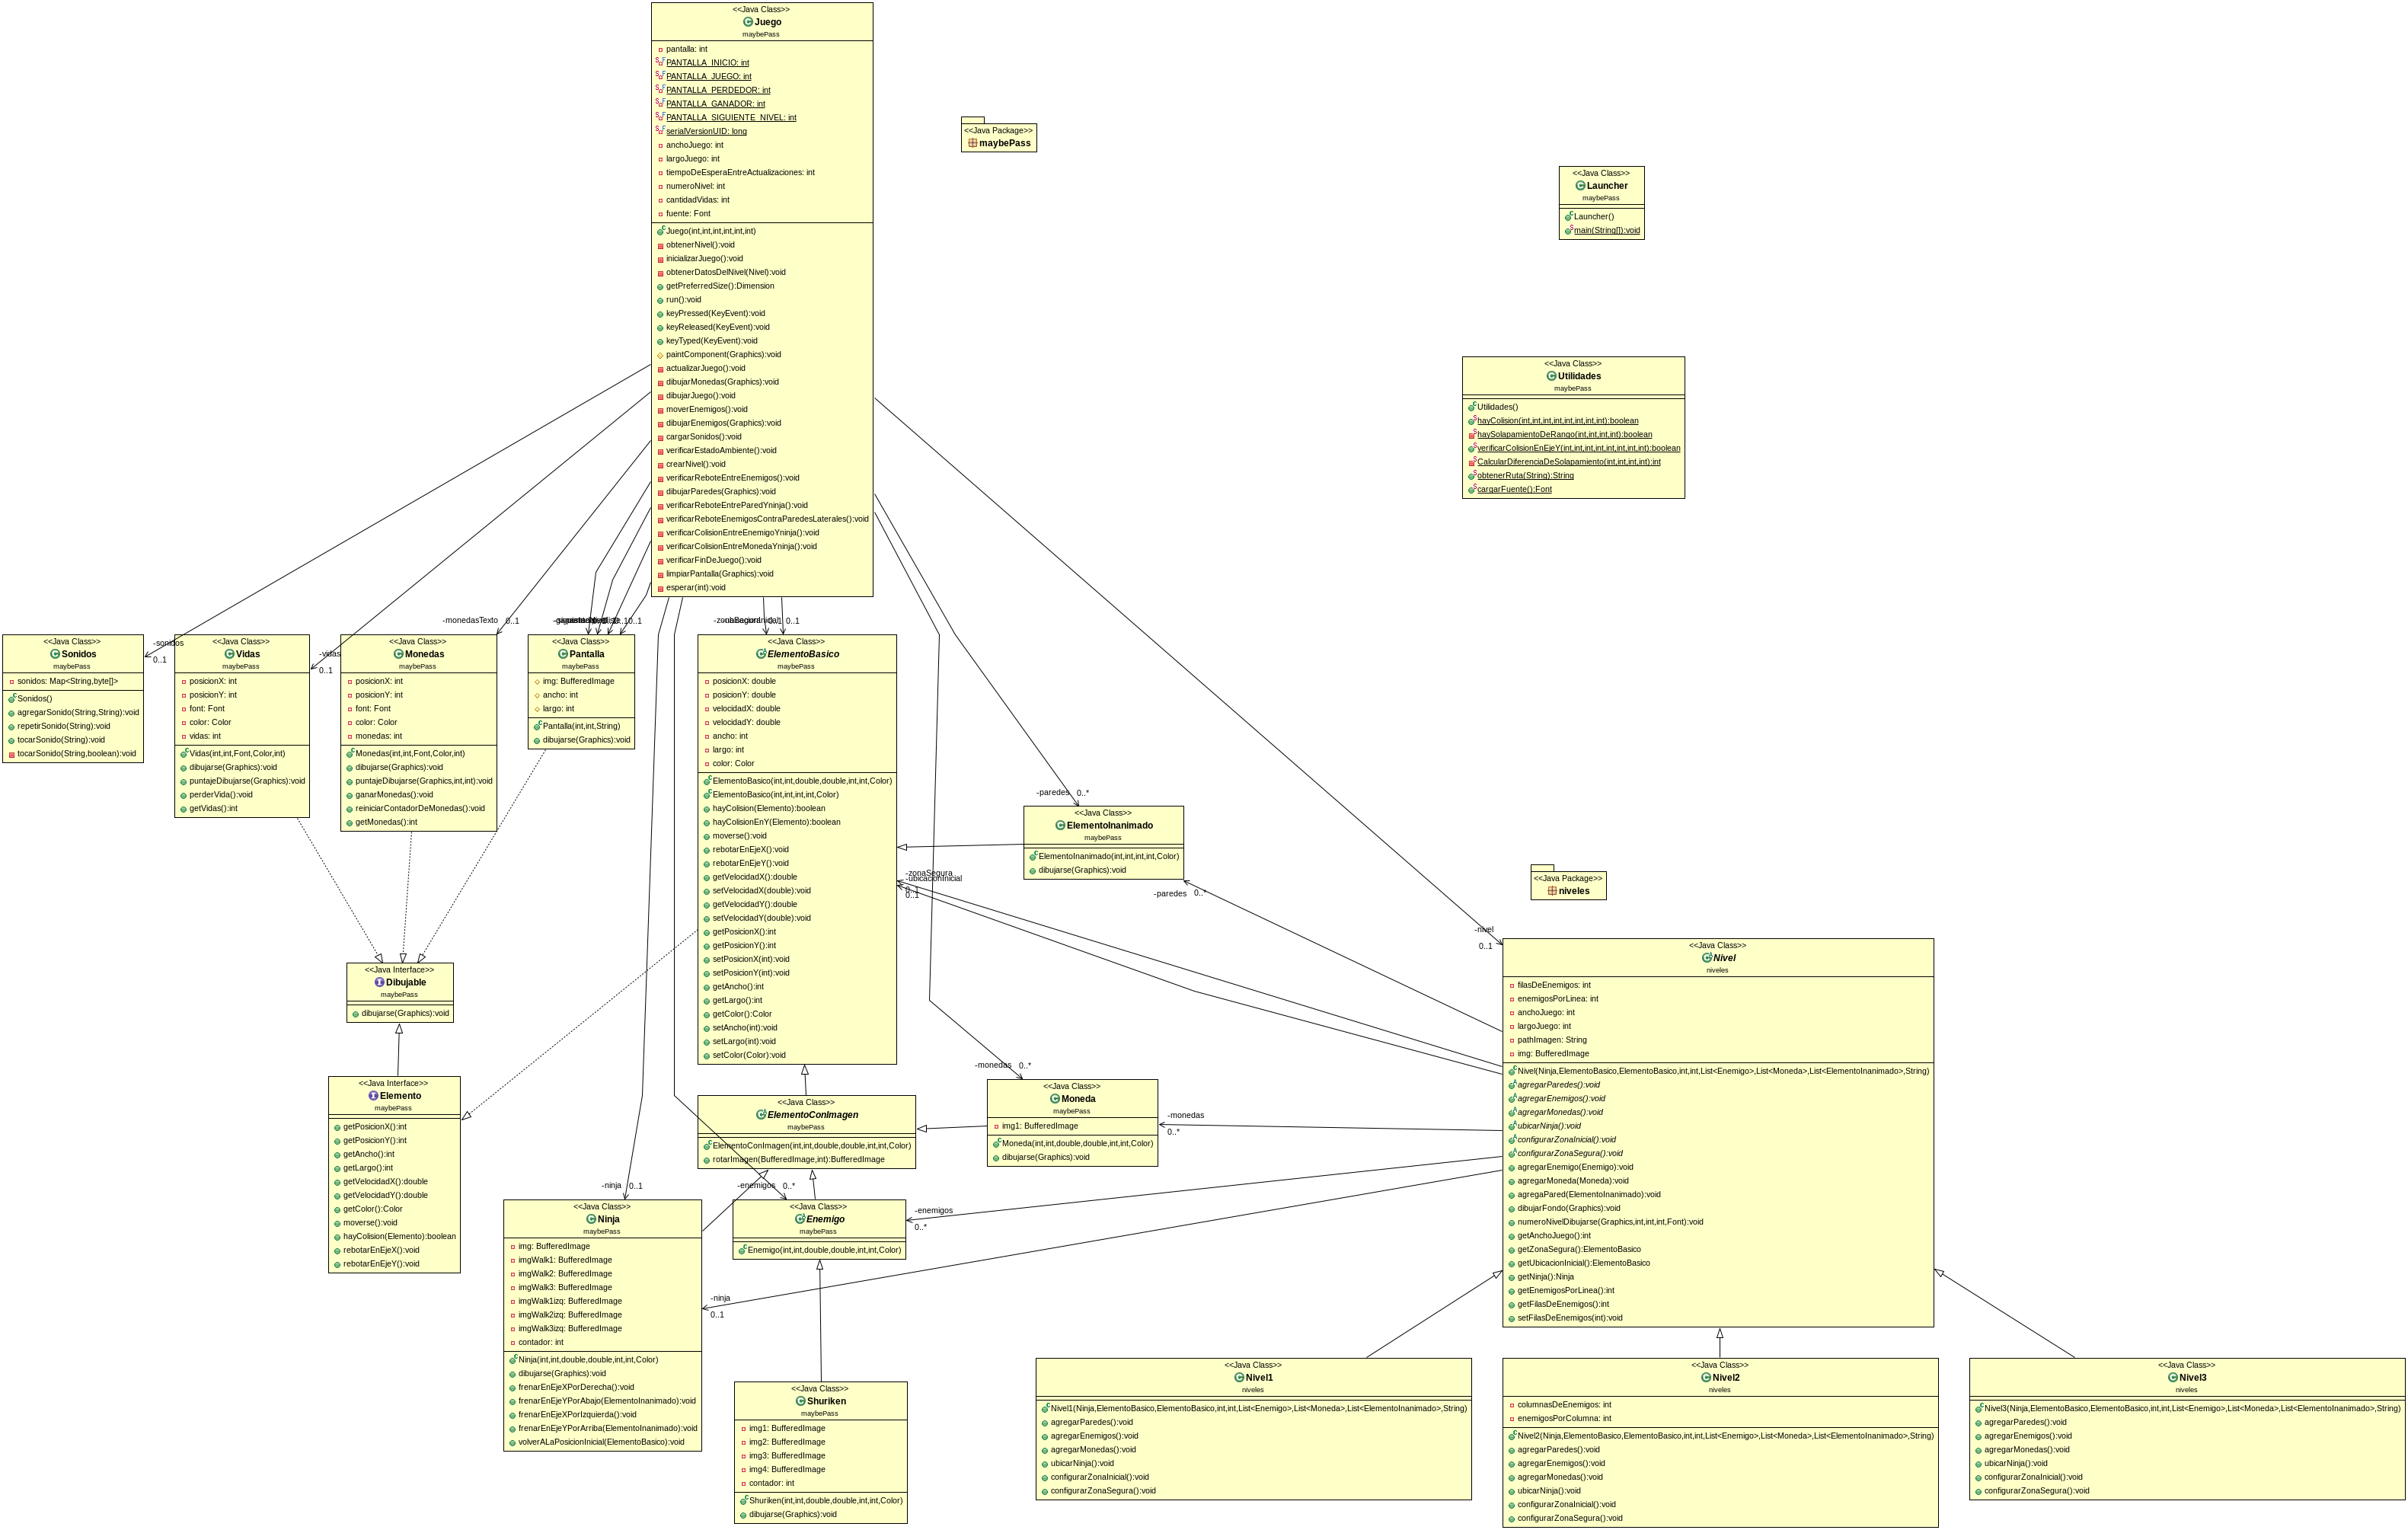 <<Java Class>>
Juego
maybePass
pantalla: int
PANTALLA_INICIO: int
PANTALLA_JUEGO: int
PANTALLA_PERDEDOR: int
PANTALLA_GANADOR: int
PANTALLA_SIGUIENTE_NIVEL: int
serialVersionUID: long
anchoJuego: int
largoJuego: int
tiempoDeEsperaEntreActualizaciones: int
numeroNivel: int
cantidadVidas: int
fuente: Font
Juego(int,int,int,int,int,int)
obtenerNivel():void
inicializarJuego():void
obtenerDatosDelNivel(Nivel):void
getPreferredSize():Dimension
run():void
keyPressed(KeyEvent):void
keyReleased(KeyEvent):void
keyTyped(KeyEvent):void
paintComponent(Graphics):void
actualizarJuego():void
dibujarMonedas(Graphics):void
dibujarJuego():void
moverEnemigos():void
dibujarEnemigos(Graphics):void
cargarSonidos():void
verificarEstadoAmbiente():void
crearNivel():void
verificarReboteEntreEnemigos():void
dibujarParedes(Graphics):void
verificarReboteEntreParedYninja():void
verificarReboteEnemigosContraParedesLaterales():void
verificarColisionEntreEnemigoYninja():void
verificarColisionEntreMonedaYninja():void
verificarFinDeJuego():void
limpiarPantalla(Graphics):void
esperar(int):void
<<Java Package>>
maybePass
<<Java Class>>
Launcher
maybePass
Launcher()
main(String[]):void
<<Java Class>>
Utilidades
maybePass
Utilidades()
hayColision(int,int,int,int,int,int,int,int):boolean
haySolapamientoDeRango(int,int,int,int):boolean
verificarColisionEnEjeY(int,int,int,int,int,int,int,int):boolean
CalcularDiferenciaDeSolapamiento(int,int,int,int):int
obtenerRuta(String):String
cargarFuente():Font
-sonidos
0..1
-vidas
0..1
-monedasTexto
0..1
0..1
0..1
0..1
<<Java Class>>
Sonidos
maybePass
sonidos: Map<String,byte[]>
Sonidos()
agregarSonido(String,String):void
repetirSonido(String):void
tocarSonido(String):void
tocarSonido(String,boolean):void
<<Java Class>>
Vidas
maybePass
posicionX: int
posicionY: int
font: Font
color: Color
vidas: int
Vidas(int,int,Font,Color,int)
dibujarse(Graphics):void
puntajeDibujarse(Graphics):void
perderVida():void
getVidas():int
<<Java Class>>
Monedas
maybePass
posicionX: int
posicionY: int
font: Font
color: Color
monedas: int
Monedas(int,int,Font,Color,int)
dibujarse(Graphics):void
puntajeDibujarse(Graphics,int,int):void
ganarMonedas():void
reiniciarContadorDeMonedas():void
getMonedas():int
<<Java Class>>
Pantalla
maybePass
img: BufferedImage
ancho: int
largo: int
Pantalla(int,int,String)
dibujarse(Graphics):void
<<Java Class>>
ElementoBasico
maybePass
posicionX: double
posicionY: double
velocidadX: double
velocidadY: double
ancho: int
largo: int
color: Color
ElementoBasico(int,int,double,double,int,int,Color)
ElementoBasico(int,int,int,int,Color)
hayColision(Elemento):boolean
hayColisionEnY(Elemento):boolean
moverse():void
rebotarEnEjeX():void
rebotarEnEjeY():void
getVelocidadX():double
setVelocidadX(double):void
getVelocidadY():double
setVelocidadY(double):void
getPosicionX():int
getPosicionY():int
setPosicionX(int):void
setPosicionY(int):void
getAncho():int
getLargo():int
getColor():Color
setAncho(int):void
setLargo(int):void
setColor(Color):void
-paredes 0..*
<<Java Class>>
ElementoInanimado
maybePass
ElementoInanimado(int,int,int,int,Color)
dibujarse(Graphics):void
-zonaSegura
-ubicacionInicial
0..1
0..1
-paredes 0..*
<<Java Package>>
niveles
-nivel
0..1
<<Java Class>>
Nivel
niveles
filasDeEnemigos: int
enemigosPorLinea: int
anchoJuego: int
largoJuego: int
pathImagen: String
img: BufferedImage
Nivel(Ninja,ElementoBasico,ElementoBasico,int,int,List<Enemigo>,List<Moneda>,List<ElementoInanimado>,String)
agregarParedes():void
agregarEnemigos():void
agregarMonedas():void
ubicarNinja():void
configurarZonaInicial():void
configurarZonaSegura():void
agregarEnemigo(Enemigo):void
agregarMoneda(Moneda):void
agregaPared(ElementoInanimado):void
dibujarFondo(Graphics):void
numeroNivelDibujarse(Graphics,int,int,int,Font):void
getAnchoJuego():int
getZonaSegura():ElementoBasico
getUbicacionInicial():ElementoBasico
getNinja():Ninja
getEnemigosPorLinea():int
getFilasDeEnemigos():int
setFilasDeEnemigos(int):void
<<Java Interface>>
Dibujable
maybePass
dibujarse(Graphics):void
<<Java Interface>>
Elemento
maybePass
getPosicionX():int
getPosicionY():int
getAncho():int
getLargo():int
getVelocidadX():double
getVelocidadY():double
getColor():Color
moverse():void
hayColision(Elemento):boolean
rebotarEnEjeX():void
rebotarEnEjeY():void
-monedas 0..*
<<Java Class>>
ElementoConImagen
maybePass
ElementoConImagen(int,int,double,double,int,int,Color)
rotarImagen(BufferedImage,int):BufferedImage
<<Java Class>>
Moneda
maybePass
img1: BufferedImage
Moneda(int,int,double,double,int,int,Color)
dibujarse(Graphics):void
-monedas
0..*
-ninja 0..1
-enemigos 0..*
<<Java Class>>
Ninja
maybePass
img: BufferedImage
imgWalk1: BufferedImage
imgWalk2: BufferedImage
imgWalk3: BufferedImage
imgWalk1izq: BufferedImage
imgWalk2izq: BufferedImage
imgWalk3izq: BufferedImage
contador: int
Ninja(int,int,double,double,int,int,Color)
dibujarse(Graphics):void
frenarEnEjeXPorDerecha():void
frenarEnEjeYPorAbajo(ElementoInanimado):void
frenarEnEjeXPorIzquierda():void
frenarEnEjeYPorArriba(ElementoInanimado):void
volverALaPosicionInicial(ElementoBasico):void
<<Java Class>>
Enemigo
maybePass
Enemigo(int,int,double,double,int,int,Color)
-enemigos
0..*
-ninja
0..1
<<Java Class>>
Shuriken
maybePass
img1: BufferedImage
img2: BufferedImage
img3: BufferedImage
img4: BufferedImage
contador: int
Shuriken(int,int,double,double,int,int,Color)
dibujarse(Graphics):void
<<Java Class>>
Nivel1
niveles
Nivel1(Ninja,ElementoBasico,ElementoBasico,int,int,List<Enemigo>,List<Moneda>,List<ElementoInanimado>,String)
agregarParedes():void
agregarEnemigos():void
agregarMonedas():void
ubicarNinja():void
configurarZonaInicial():void
configurarZonaSegura():void
<<Java Class>>
Nivel2
niveles
columnasDeEnemigos: int
enemigosPorColumna: int
Nivel2(Ninja,ElementoBasico,ElementoBasico,int,int,List<Enemigo>,List<Moneda>,List<ElementoInanimado>,String)
agregarParedes():void
agregarEnemigos():void
agregarMonedas():void
ubicarNinja():void
configurarZonaInicial():void
configurarZonaSegura():void
<<Java Class>>
Nivel3
niveles
Nivel3(Ninja,ElementoBasico,ElementoBasico,int,int,List<Enemigo>,List<Moneda>,List<ElementoInanimado>,String)
agregarParedes():void
agregarEnemigos():void
agregarMonedas():void
ubicarNinja():void
configurarZonaInicial():void
configurarZonaSegura():void